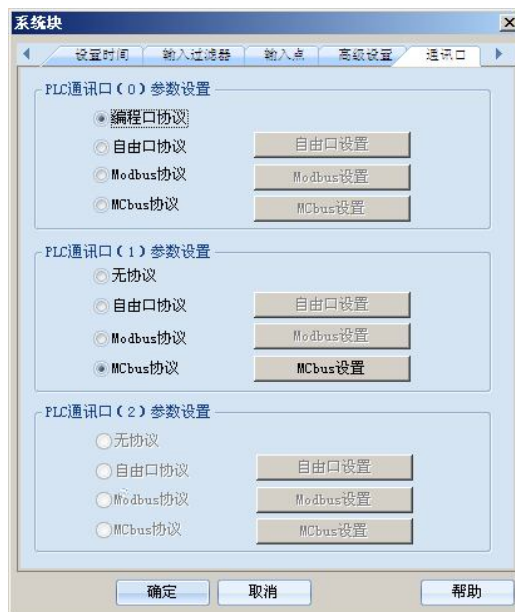 系统块
设置时间 输入过滤器 输入点 高级设置 通讯口
PLC通讯口(0)参数设置
编程口协议
自由口协议 自由口设置
Modbus协议 Modbus设置
MCbus协议 MCbus设置
PLC通讯口(1)参数设置
无协议
自由口协议 自由口设置
Modbus协议 Modbus设置
MCbus协议 MCbus设置
PLC通讯口(2)参数设置
无协议
自由口协议 自由口设置
Modbus协议 Modbus设置
MCbus协议 MCbus设置
确定 取消 帮助